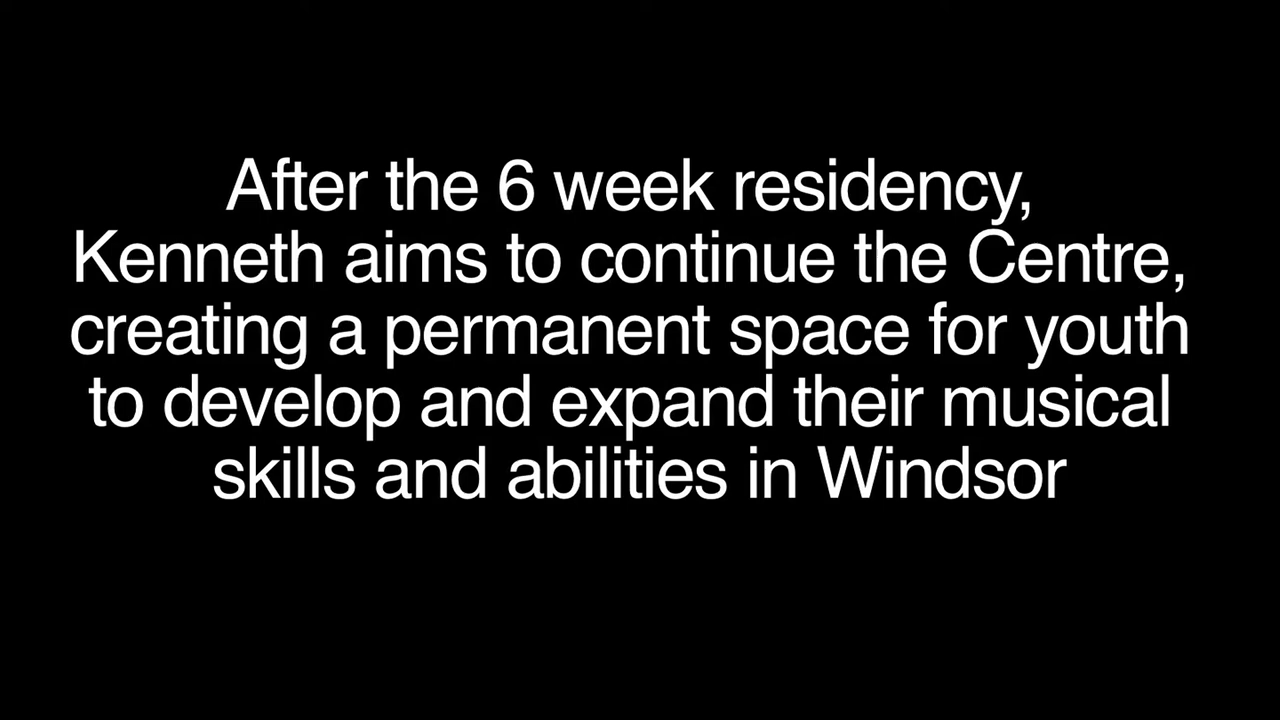 After the 6 week residency,
Kenneth aims to continue the Centre,
creating a permanent space for youth
to develop and expand their musical
skills and abilities in Windsor